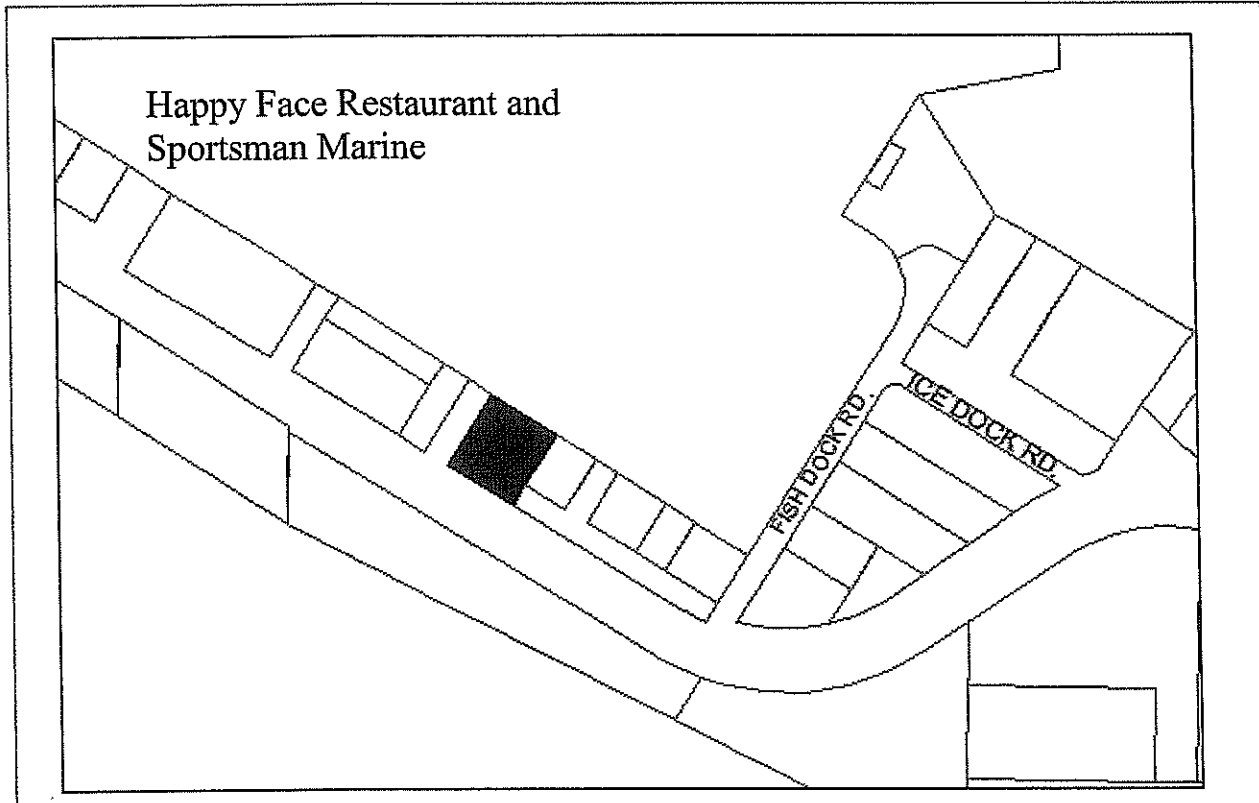 Happy Face Restaurant and
Sportsman Marine
FISH DOCK RD.
ICE DOCK RD.